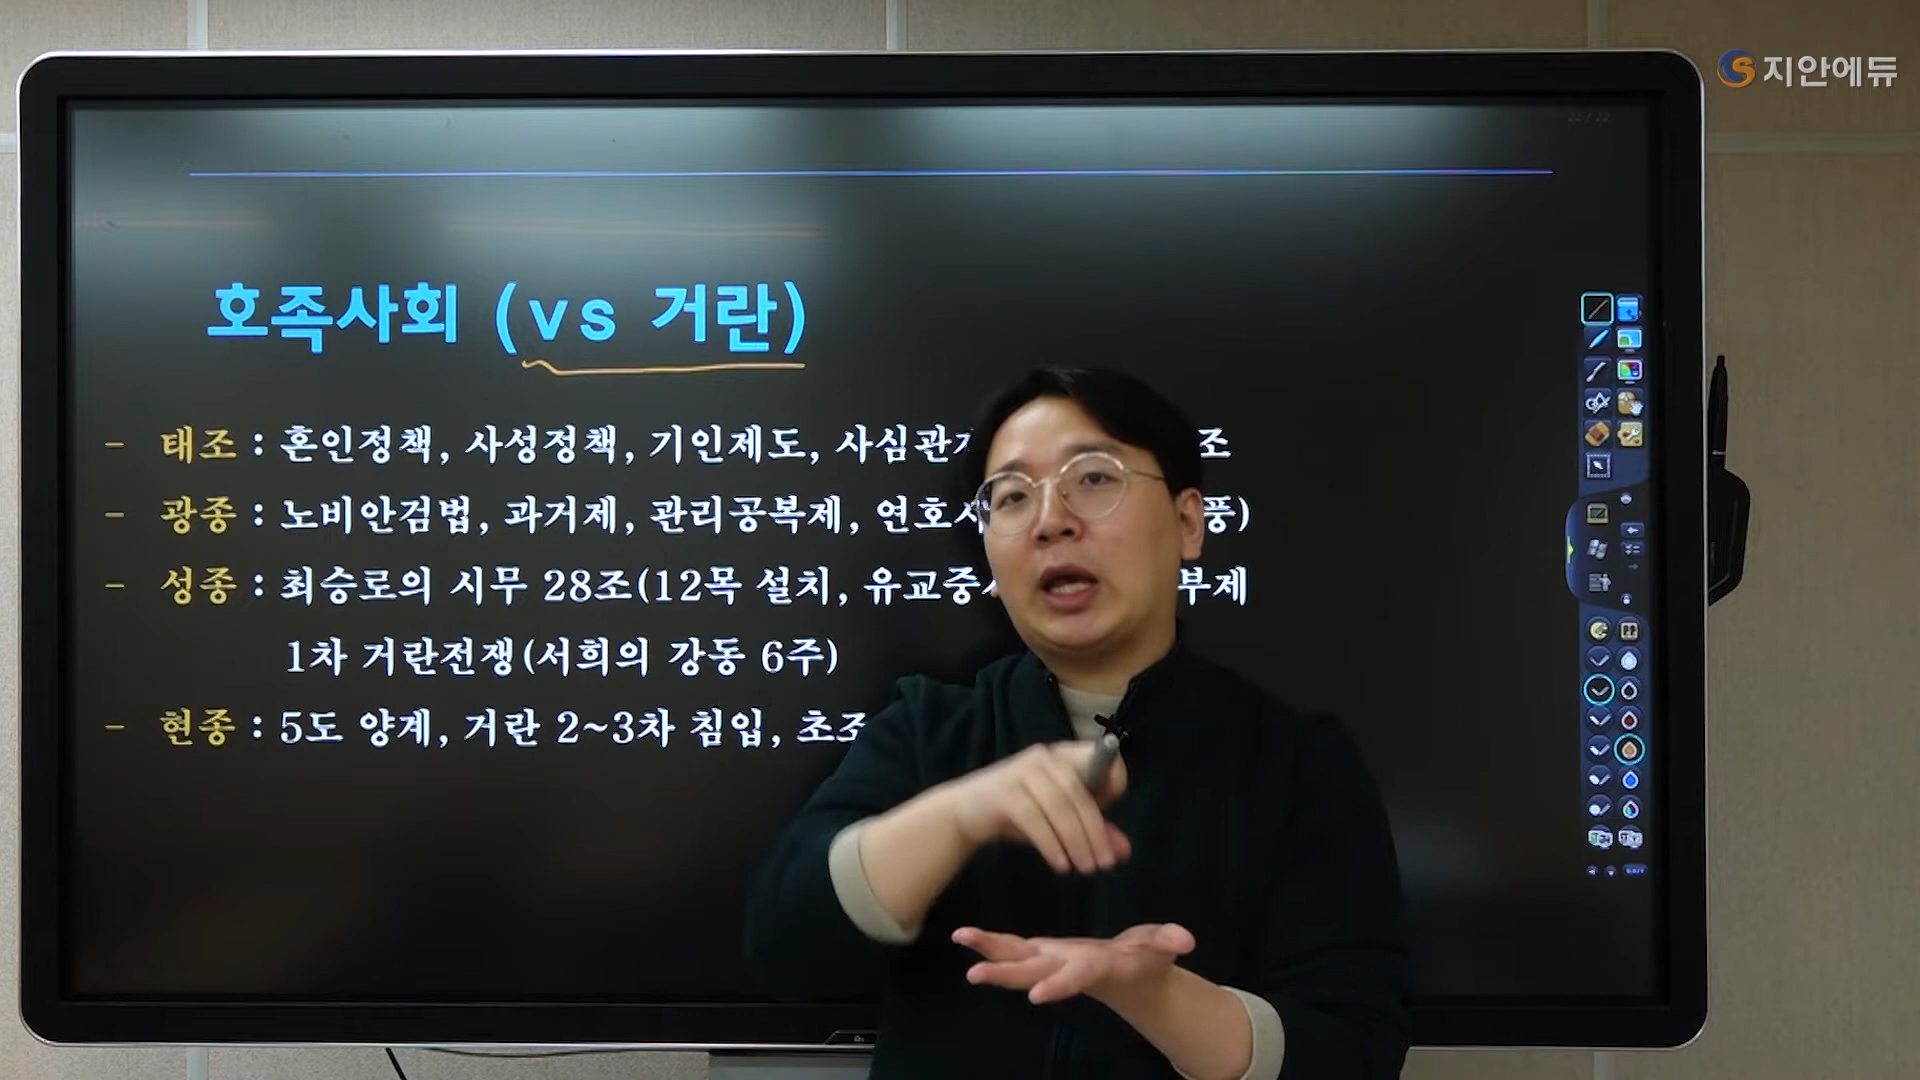 지안에듀
호족사회 (vs 거란)
- 태조 : 혼인정책, 사성정책, 기인제도, 사심관 조
- 광종 : 노비안검법, 과거제, 관리공복제, 연호 풍)
- 성종 : 최승로의 시무 28조(12목 설치, 유교중 부제
1차 거란전쟁(서희의 강동 6주)
- 현종 : 5도 양계, 거란 2~3차 침입, 초조